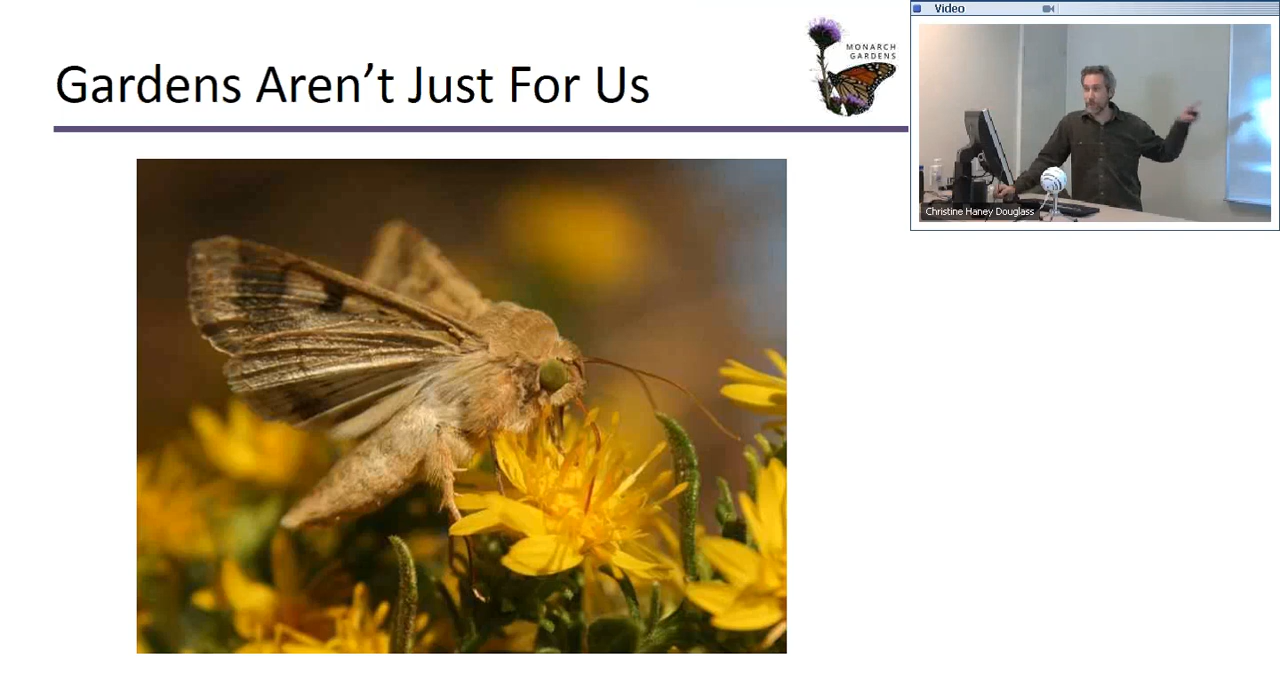 Gardens Aren’t Just For Us
MONARCH
GARDENS
Video
Christine Haney Douglass